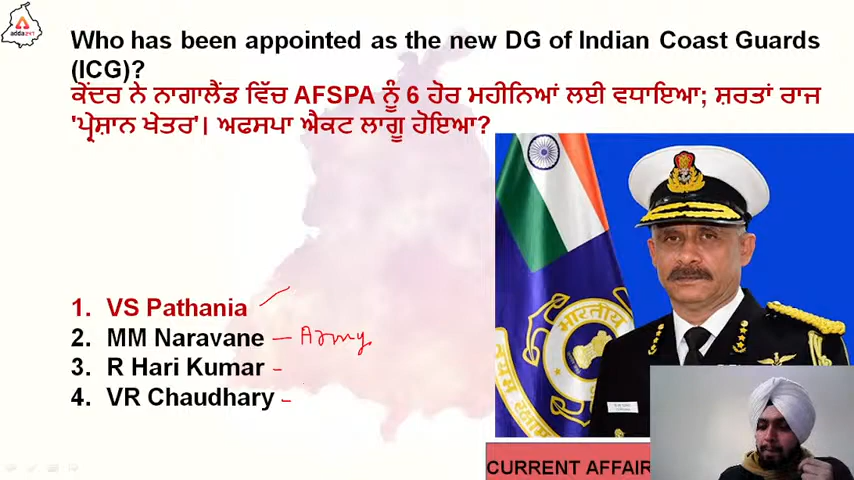 adda247
Who has been appointed as the new DG of Indian Coast Guards
(ICG)?
ਕੇਂਦਰ ਨੇ ਨਾਗਾਲੈਂਡ ਵਿੱਚ AFSPA ਨੂੰ 6 ਹੋਰ ਮਹੀਨਿਆਂ ਲਈ ਵਧਾਇਆ; ਸ਼ਰਤਾਂ ਰਾਜ
'ਪ੍ਰੇਸ਼ਾਨ ਖੇਤਰ'। ਅਫਸਪਾ ਐਕਟ ਲਾਗੂ ਹੋਇਆ?
1. VS Pathania
2. MM Naravane – Army
3. R Hari Kumar -
4. VR Chaudhary -
भारतीय
CURRENT AFFAIR